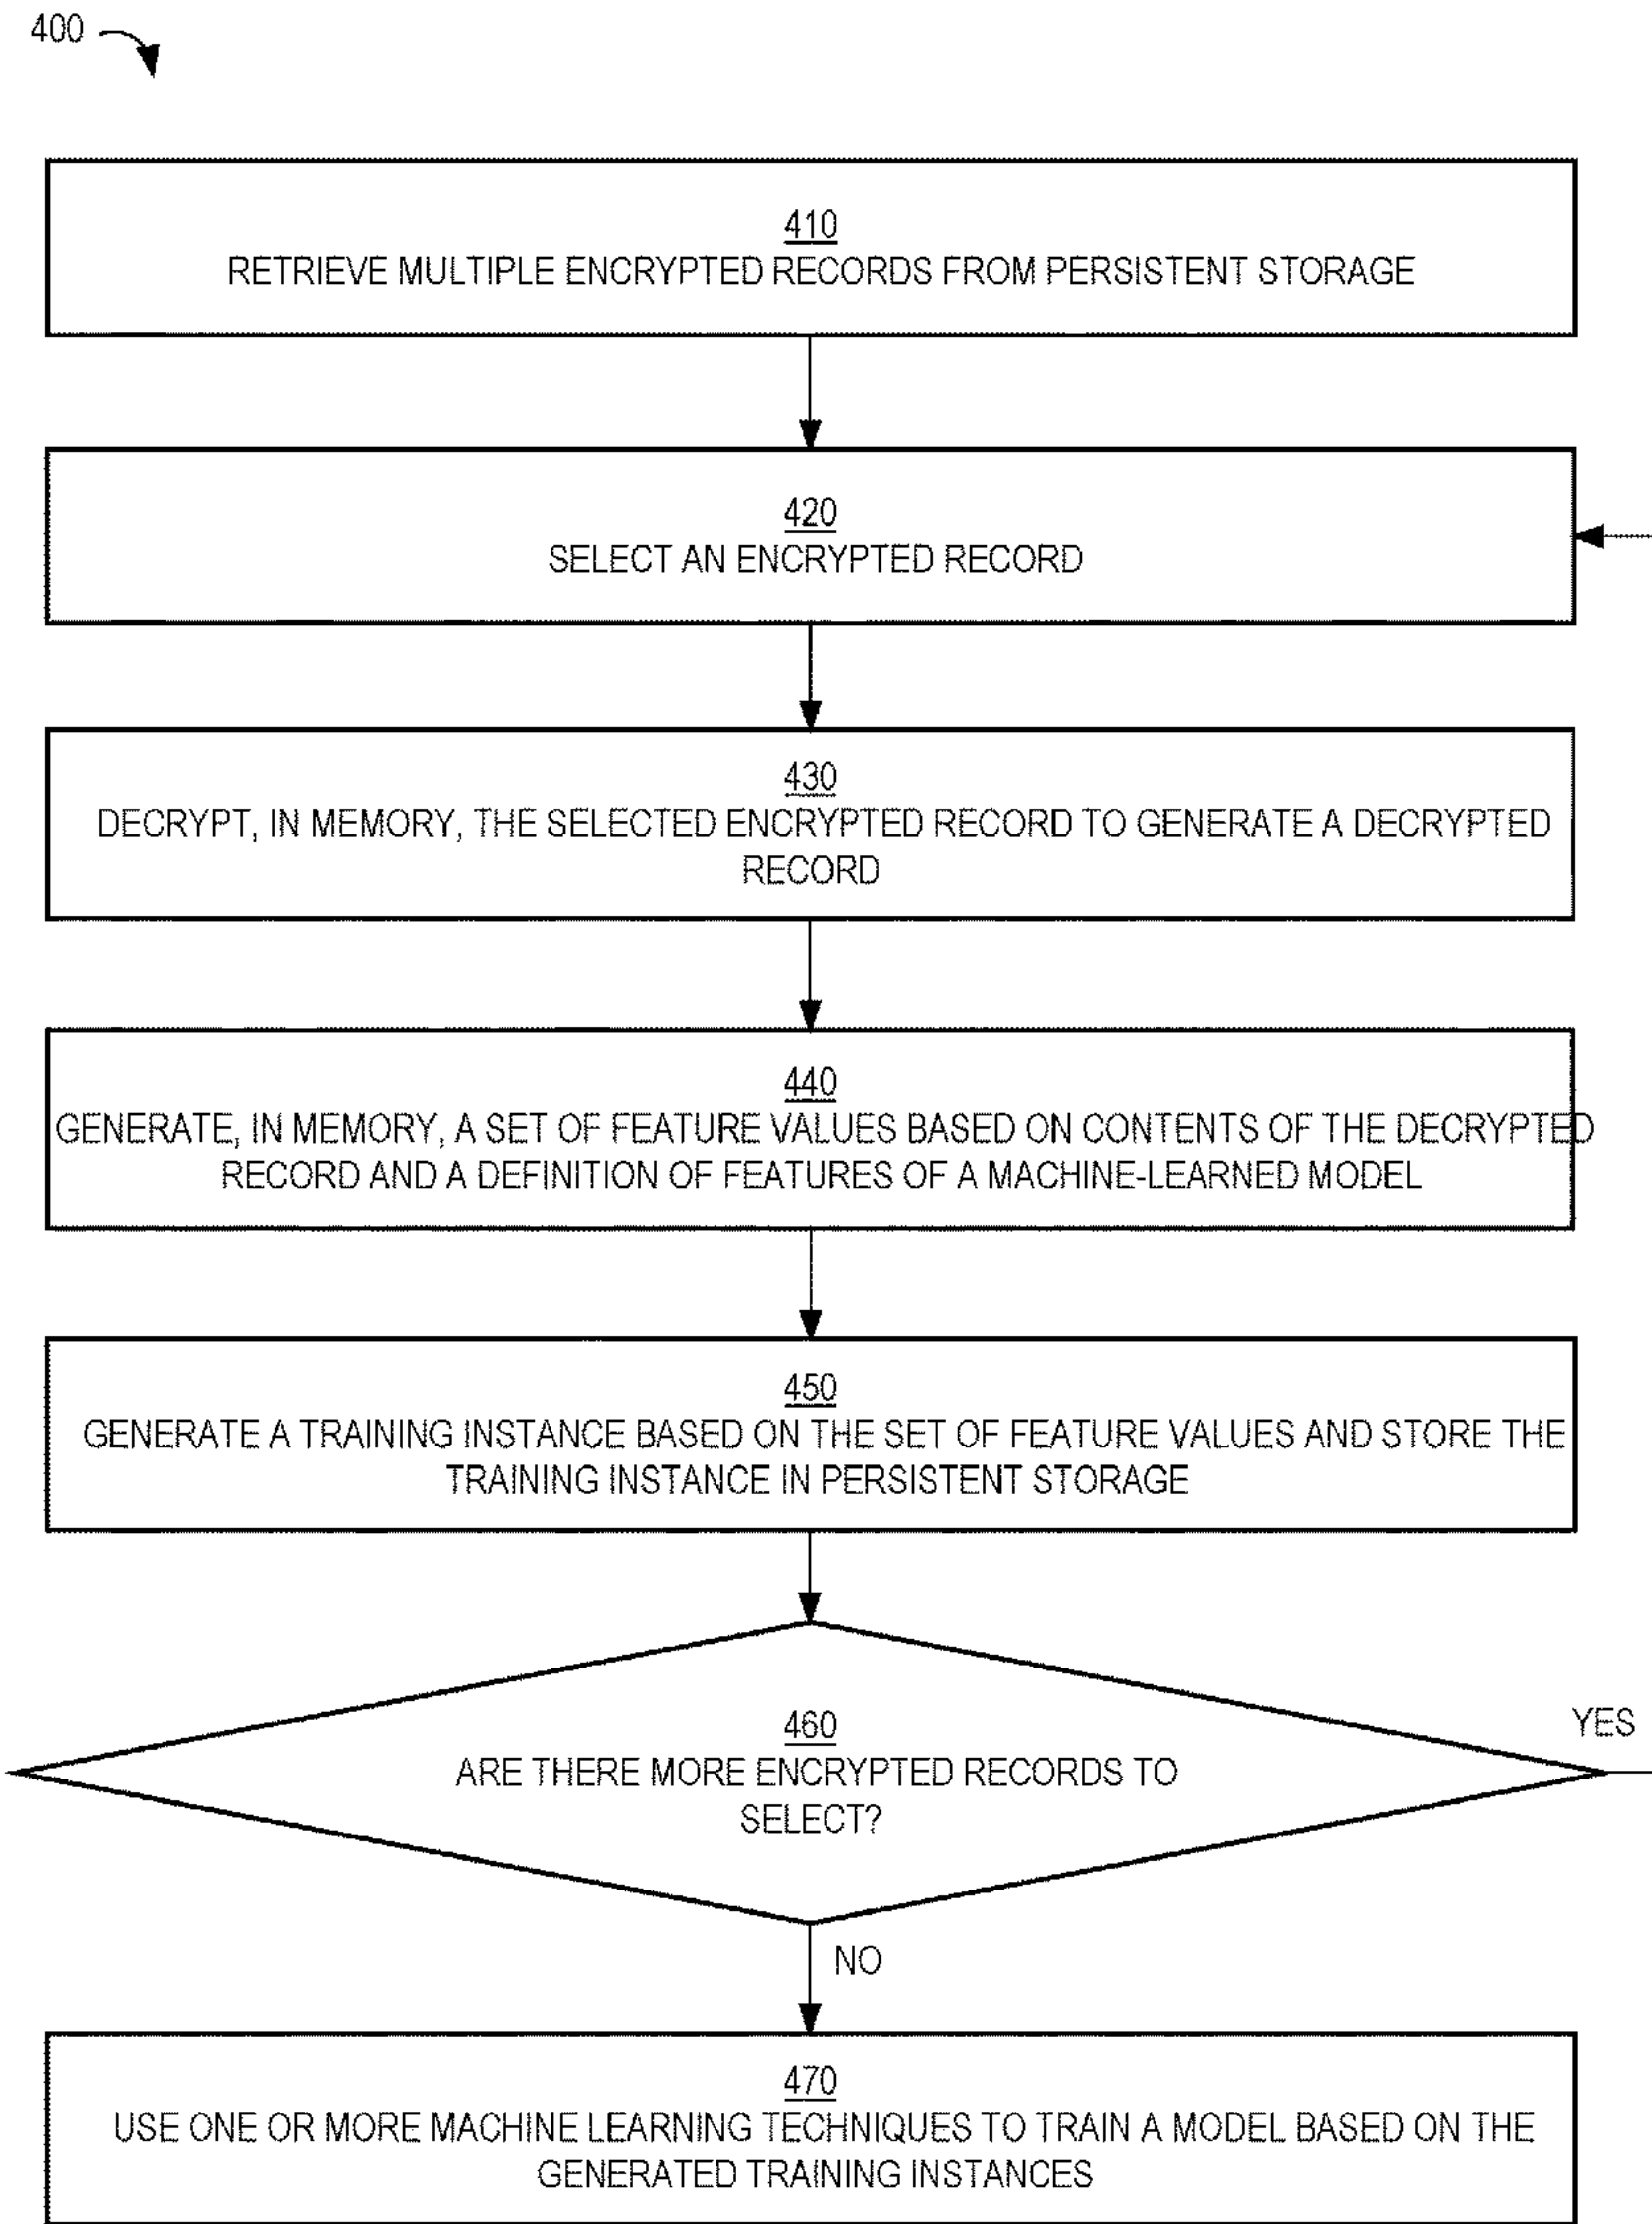 400
410
RETRIEVE MULTIPLE ENCRYPTED RECORDS FROM PERSISTENT STORAGE
420
SELECT AN ENCRYPTED RECORD
430
DECRYPT, IN MEMORY, THE SELECTED ENCRYPTED RECORD TO GENERATE A DECRYPTED
RECORD
440
GENERATE, IN MEMORY, A SET OF FEATURE VALUES BASED ON CONTENTS OF THE DECRYPTED
RECORD AND A DEFINITION OF FEATURES OF A MACHINE-LEARNED MODEL
450
GENERATE A TRAINING INSTANCE BASED ON THE SET OF FEATURE VALUES AND STORE THE
TRAINING INSTANCE IN PERSISTENT STORAGE
460
ARE THERE MORE ENCRYPTED RECORDS TO
SELECT?
YES
NO
470
USE ONE OR MORE MACHINE LEARNING TECHNIQUES TO TRAIN A MODEL BASED ON THE
GENERATED TRAINING INSTANCES